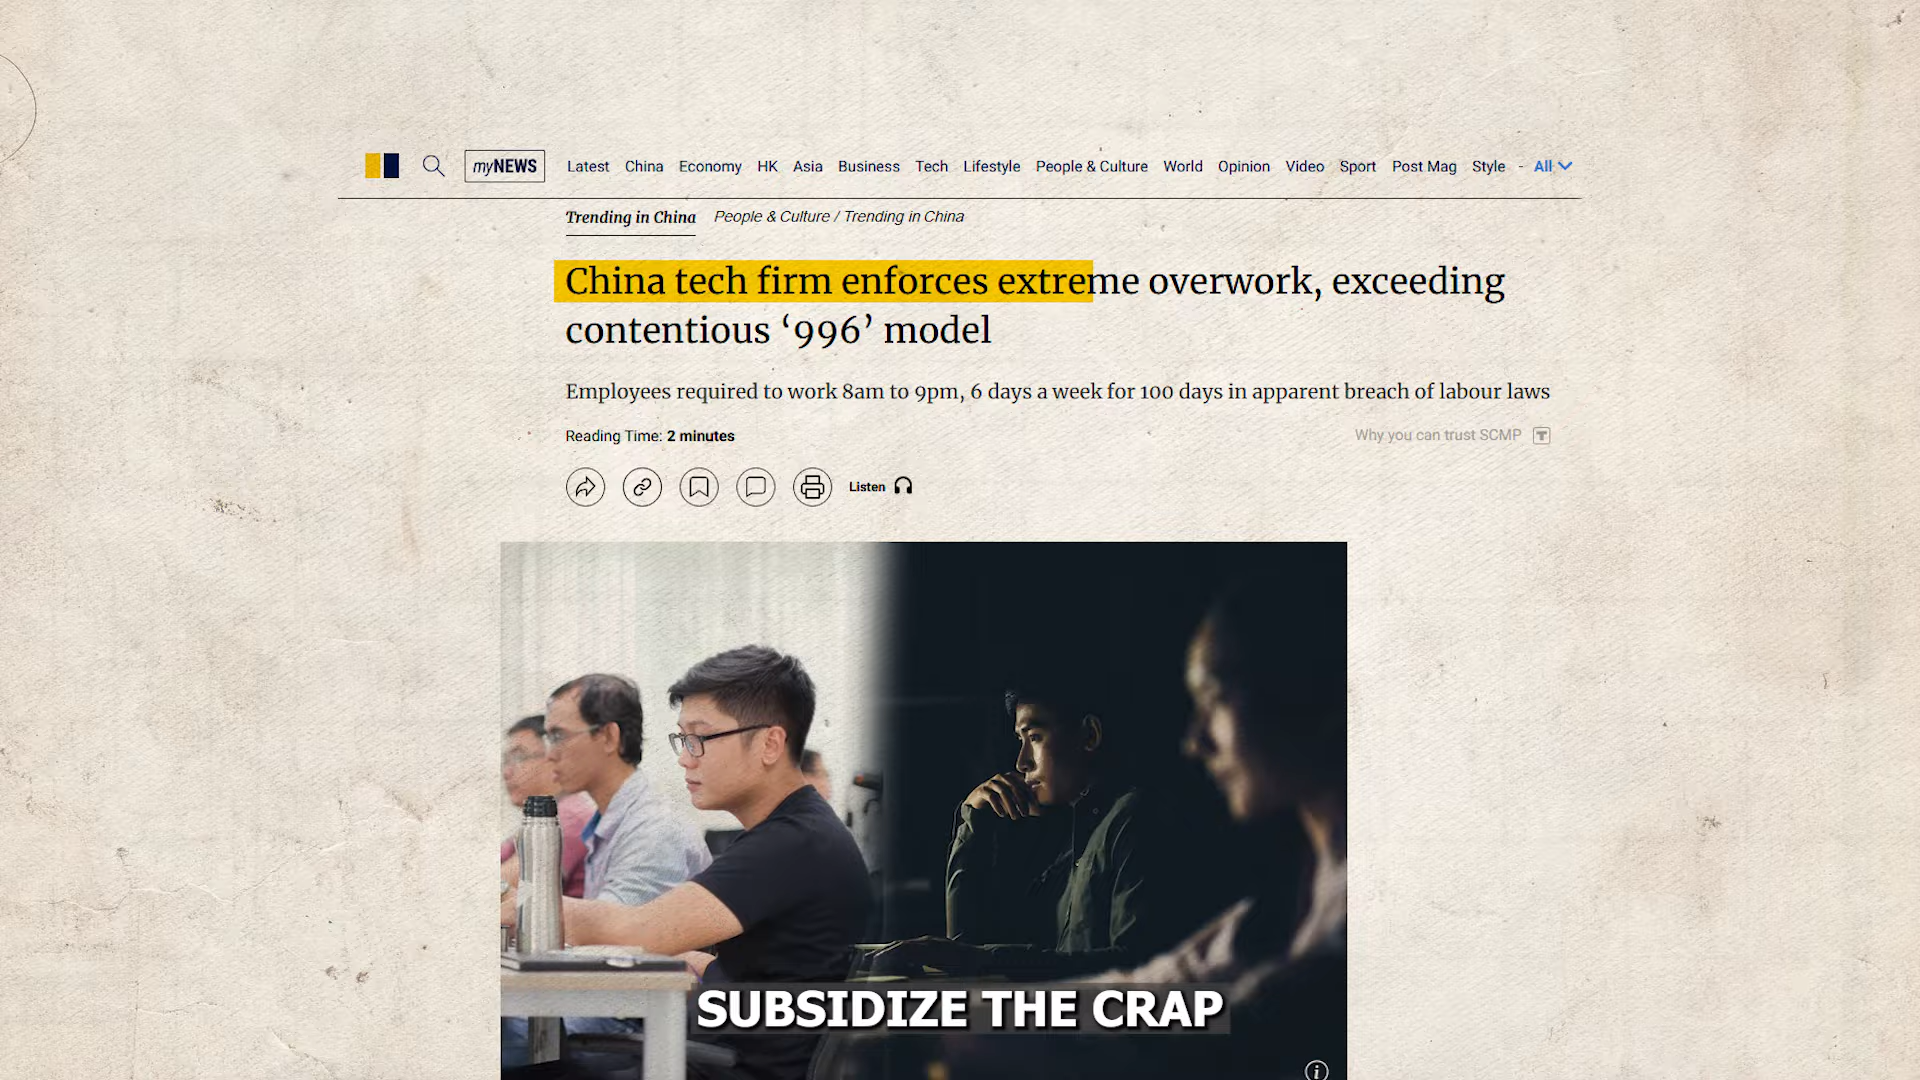 myNEWS Latest China Economy HK Asia Business Tech Lifestyle People & Culture World Opinion Video Sport Post Mag Style - All
Trending in China People & Culture / Trending in China
China tech firm enforces extreme overwork, exceeding
contentious ‘996’ model
Employees required to work 8am to 9pm, 6 days a week for 100 days in apparent breach of labour laws
Reading Time: 2 minutes Why you can trust SCMP T
Listen
SUBSIDIZE THE CRAP
i